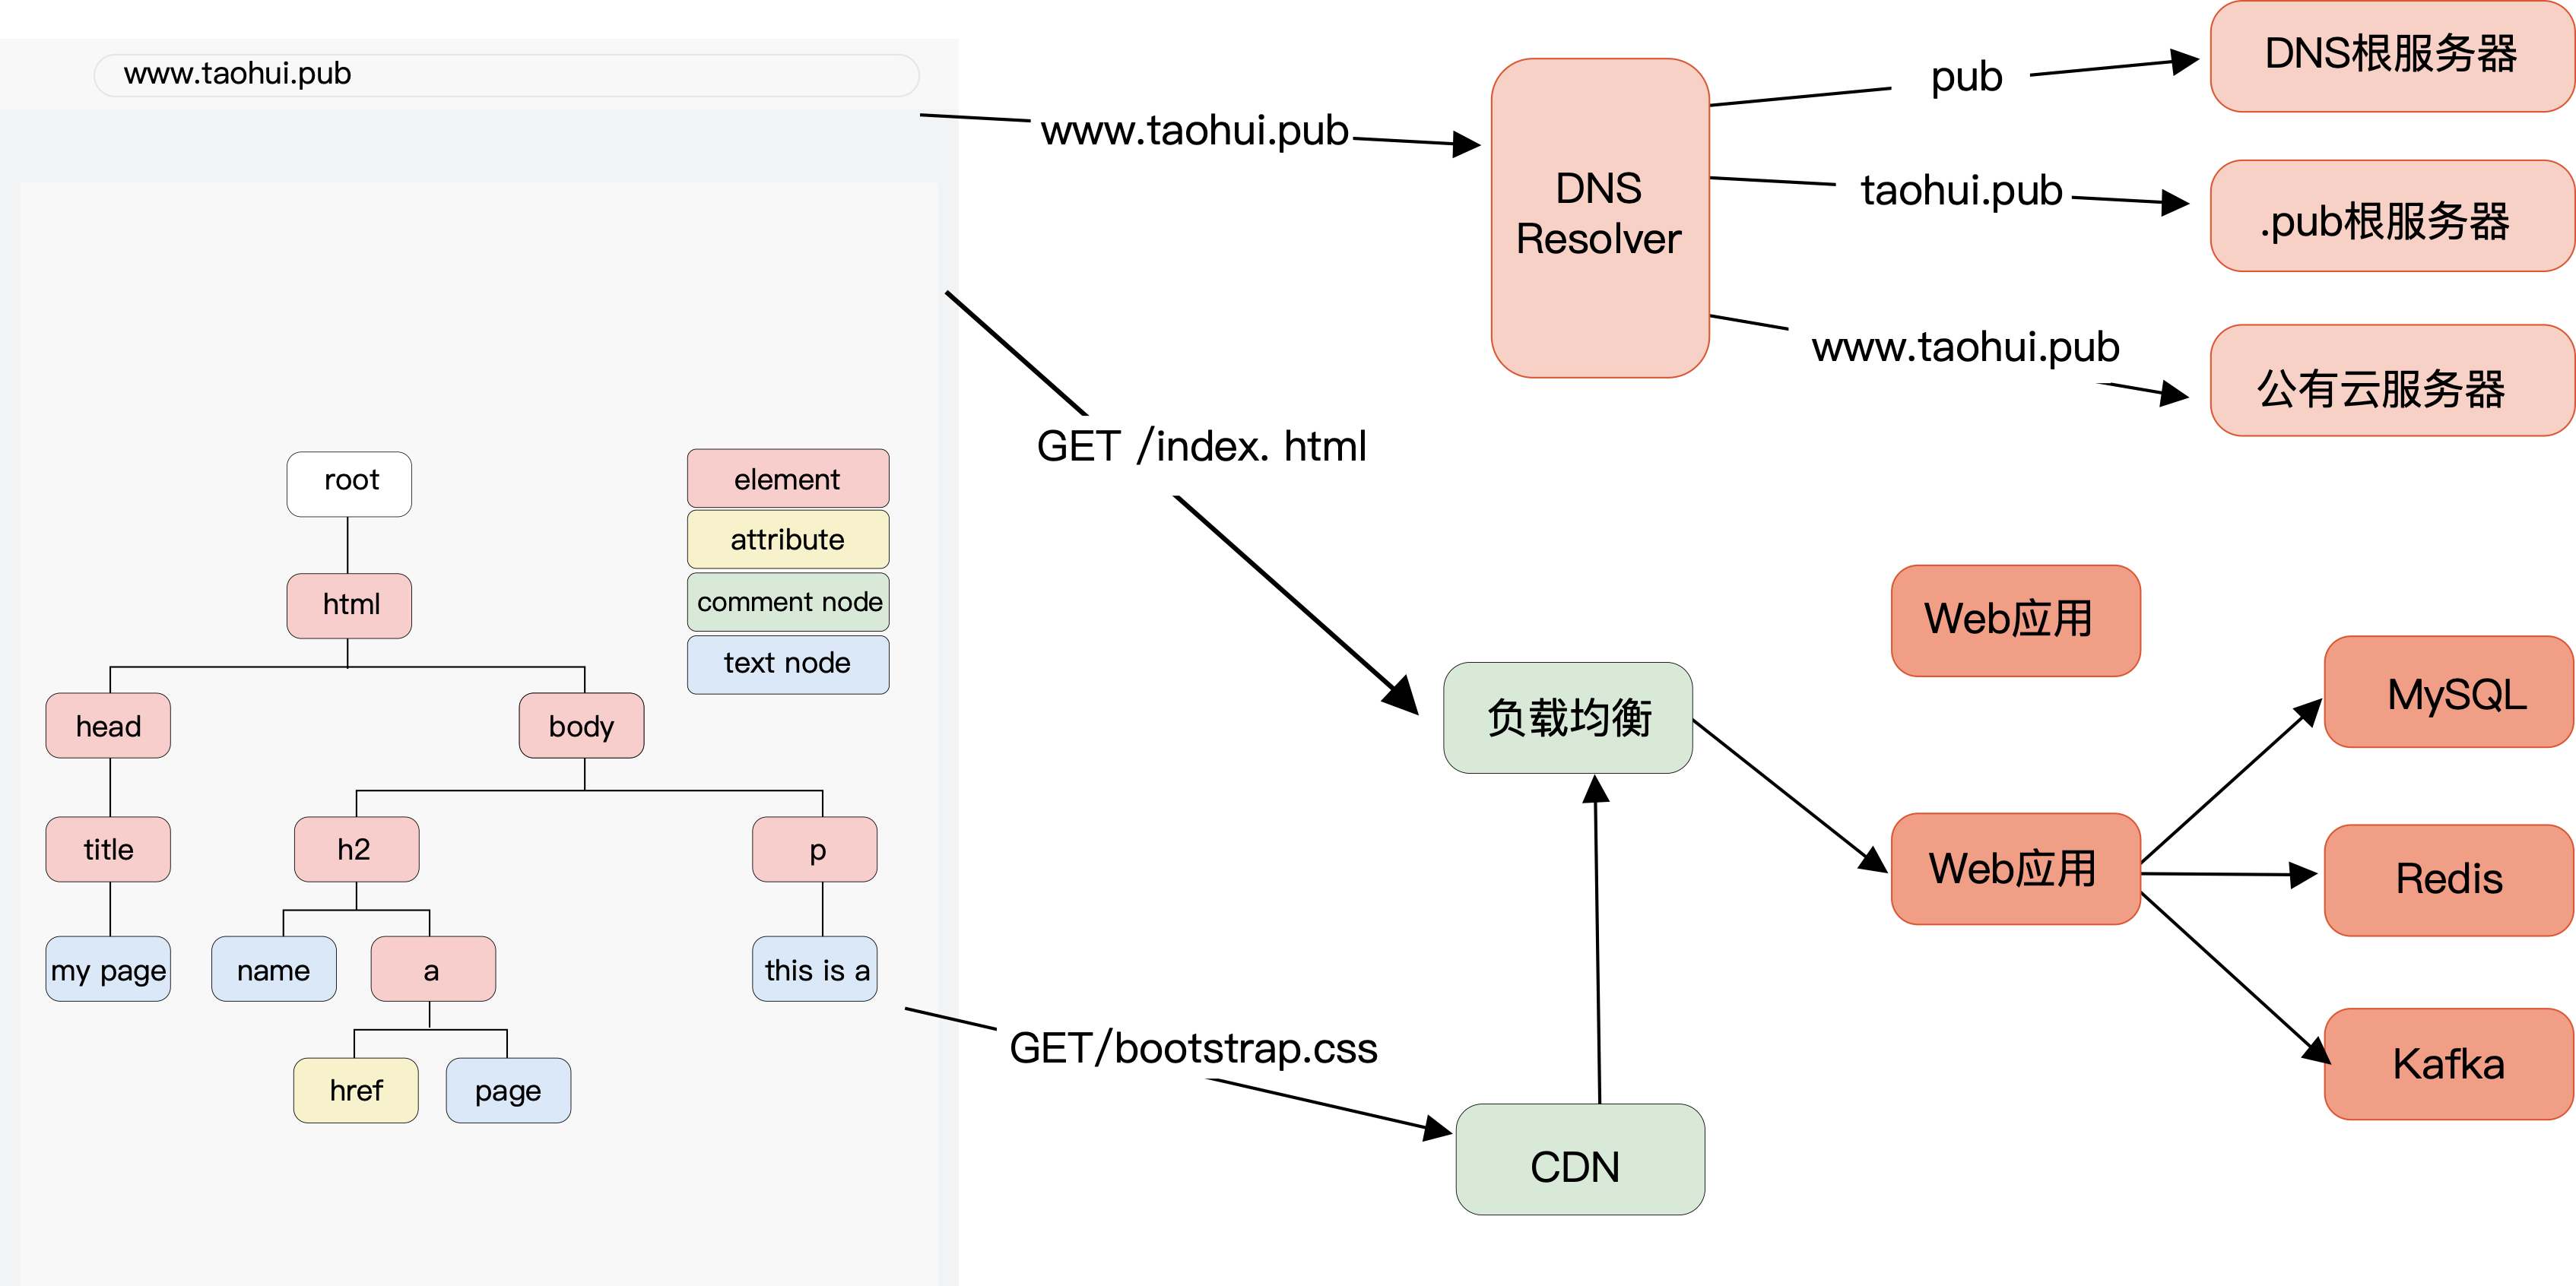 www.taohui.pub
www.taohui.pub
DNS
Resolver
pub
DNS根服务器
taohui.pub
.pub根服务器
www.taohui.pub
公有云服务器
GET /index. html
root
element
attribute
html
comment node
text node
head
body
title
h2
p
my page
name
a
this is a
href
page
GET/bootstrap.css
负载均衡
CDN
Web应用
Web应用
MySQL
Redis
Kafka